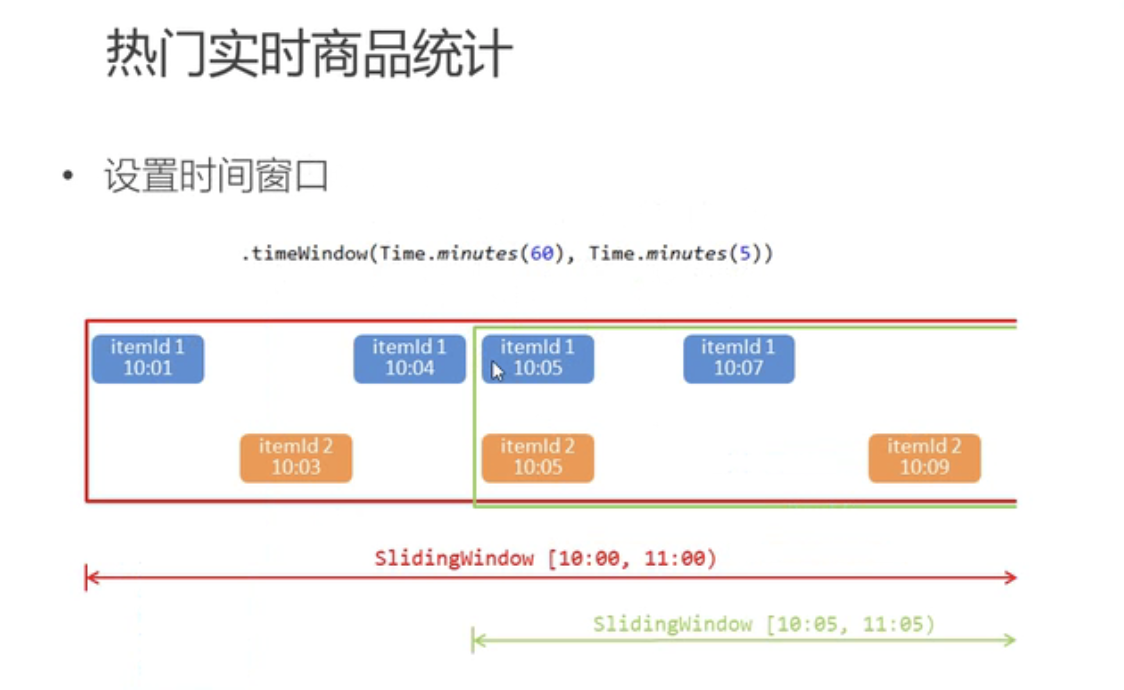 热门实时商品统计
• 设置时间窗口
.timeWindow(Time.minutes(60), Time.minutes(5))
itemId 1
10:01
itemId 1
10:04
itemId 1
10:05
itemId 1
10:07
itemId 2
10:03
itemId 2
10:05
itemId 2
10:09
SlidingWindow [10:00, 11:00)
SlidingWindow [10:05, 11:05)